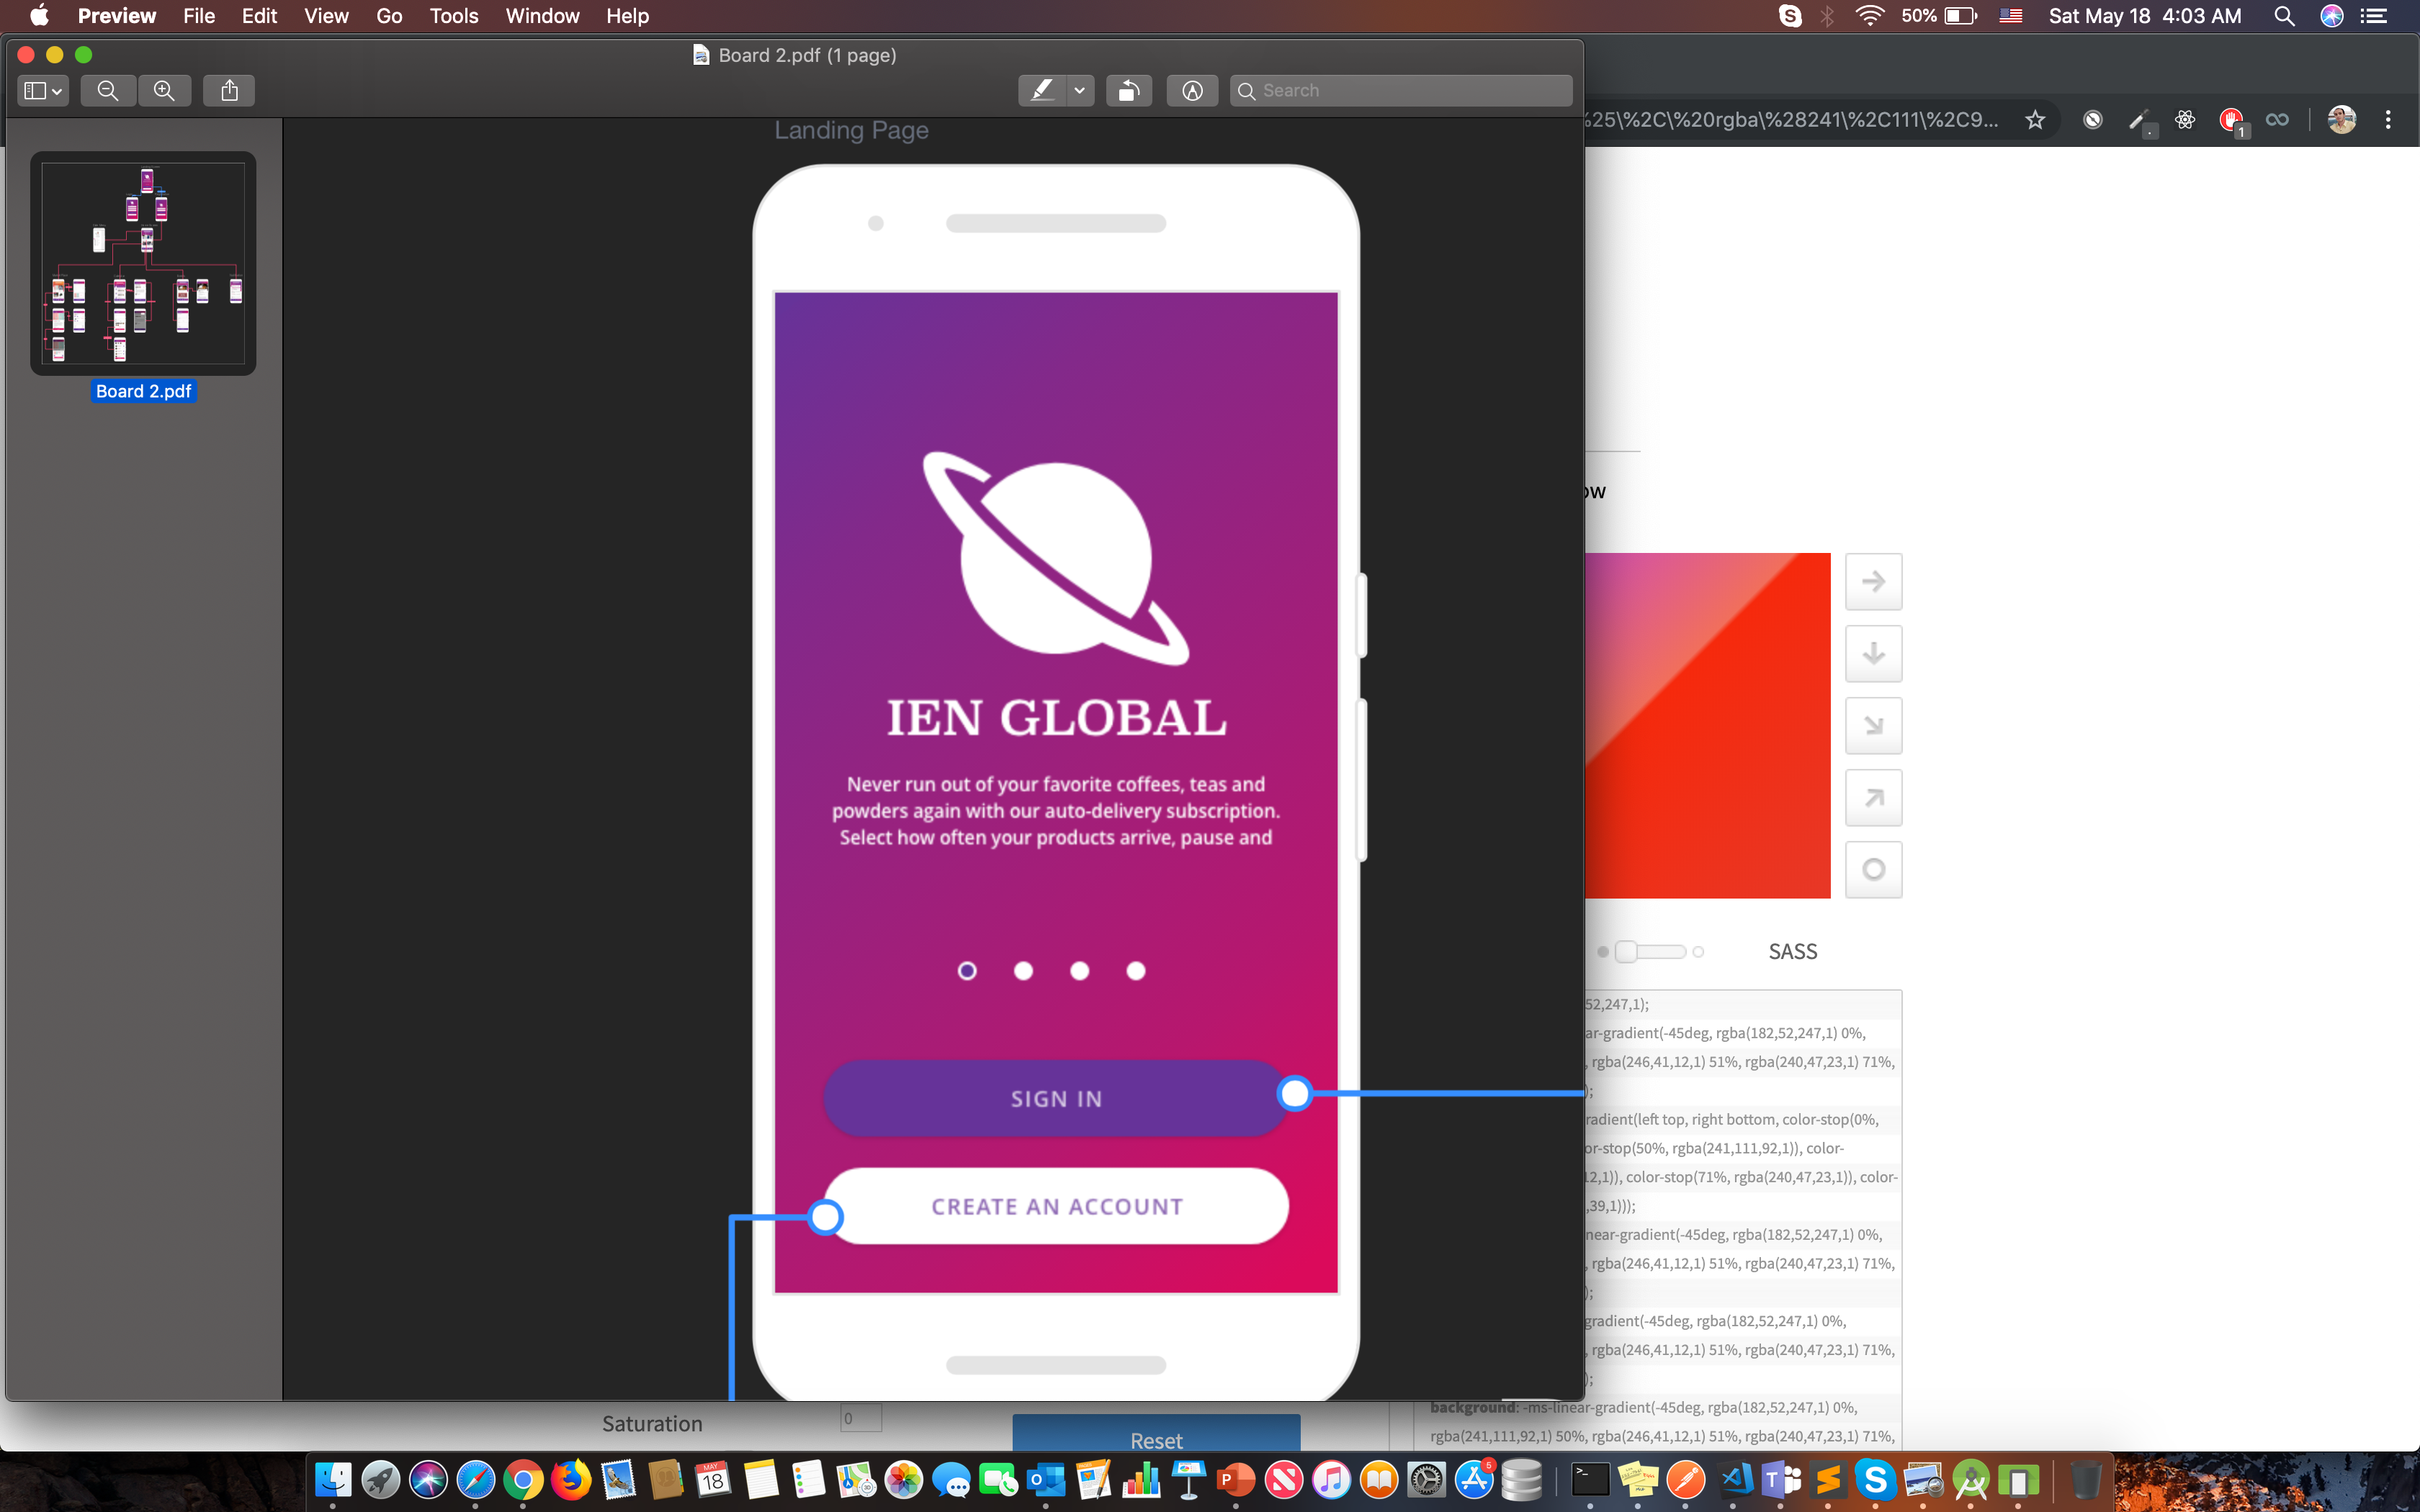 Preview File Edit View Go Tools Window Help
50% Sat May 18 4:03 AM
Board 2.pdf (1 page)
Search
Board 2.pdf
Landing Page
IEN GLOBAL
Never run out of your favorite coffees, teas and
powders again with our auto-delivery subscription.
Select how often your products arrive, pause and
SIGN IN
CREATE AN ACCOUNT
%25\%2C\%20rgba\%28241\%2C111\%2C9...
1
ow
SASS
52,247,1);
ar-gradient(-45deg, rgba(182,52,247,1) 0%,
, rgba(246,41,12,1) 51%, rgba(240,47,23,1) 71%,
);
radient(left top, right bottom, color-stop(0%,
or-stop(50%, rgba(241,111,92,1)), color-
12,1)), color-stop(71%, rgba(240,47,23,1)), color-
,39,1)));
near-gradient(-45deg, rgba(182,52,247,1) 0%,
, rgba(246,41,12,1) 51%, rgba(240,47,23,1) 71%,
);
gradient(-45deg, rgba(182,52,247,1) 0%,
, rgba(246,41,12,1) 51%, rgba(240,47,23,1) 71%,
);
background: -ms-linear-gradient(-45deg, rgba(182,52,247,1) 0%,
rgba(241,111,92,1) 50%, rgba(246,41,12,1) 51%, rgba(240,47,23,1) 71%,
Saturation
0
Reset
MAY
18
5